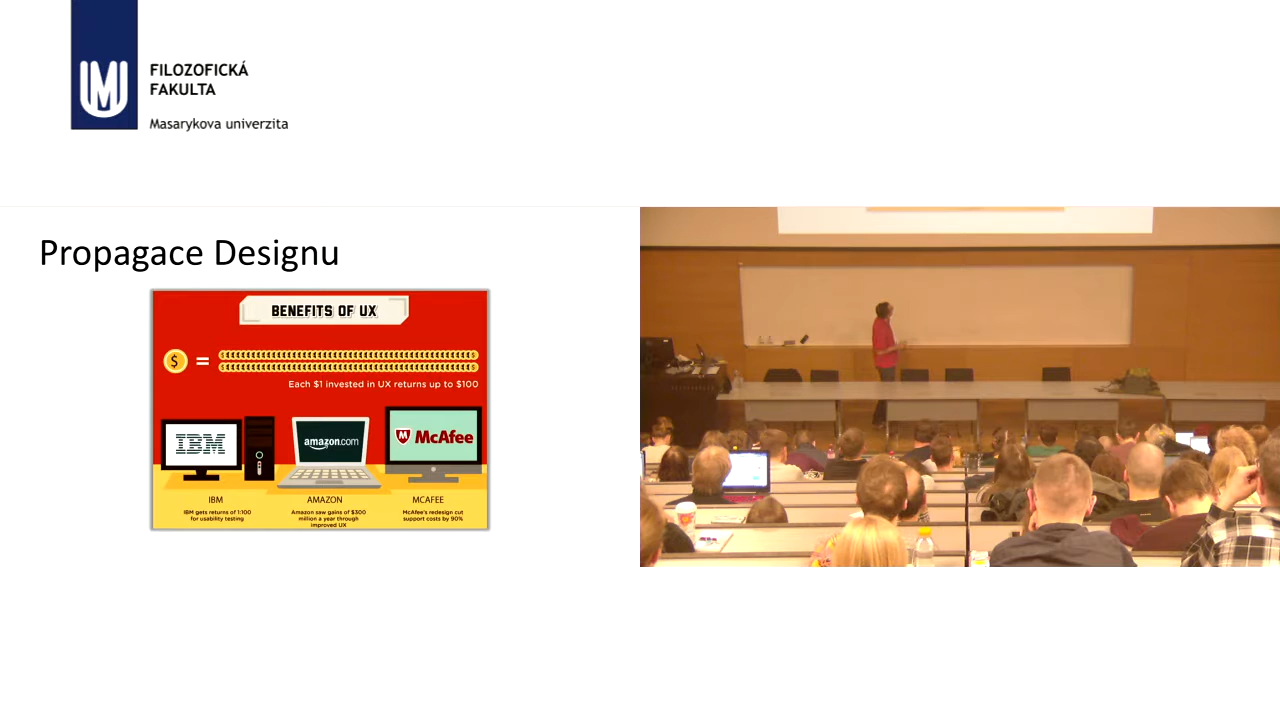 FILOZOFICKÁ
FAKULTA
Masarykova univerzita
Propagace Designu
BENEFITS OF UX
$ =
Each $1 invested in UX returns up to $100
IBM
amazon.com
McAfee
IBM
IBM gets returns of 1:100
for usability testing
AMAZON
Amazon saw gains of $300
million a year through
improved UX
MCAFEE
McAfee's redesign cut
support costs by 90%